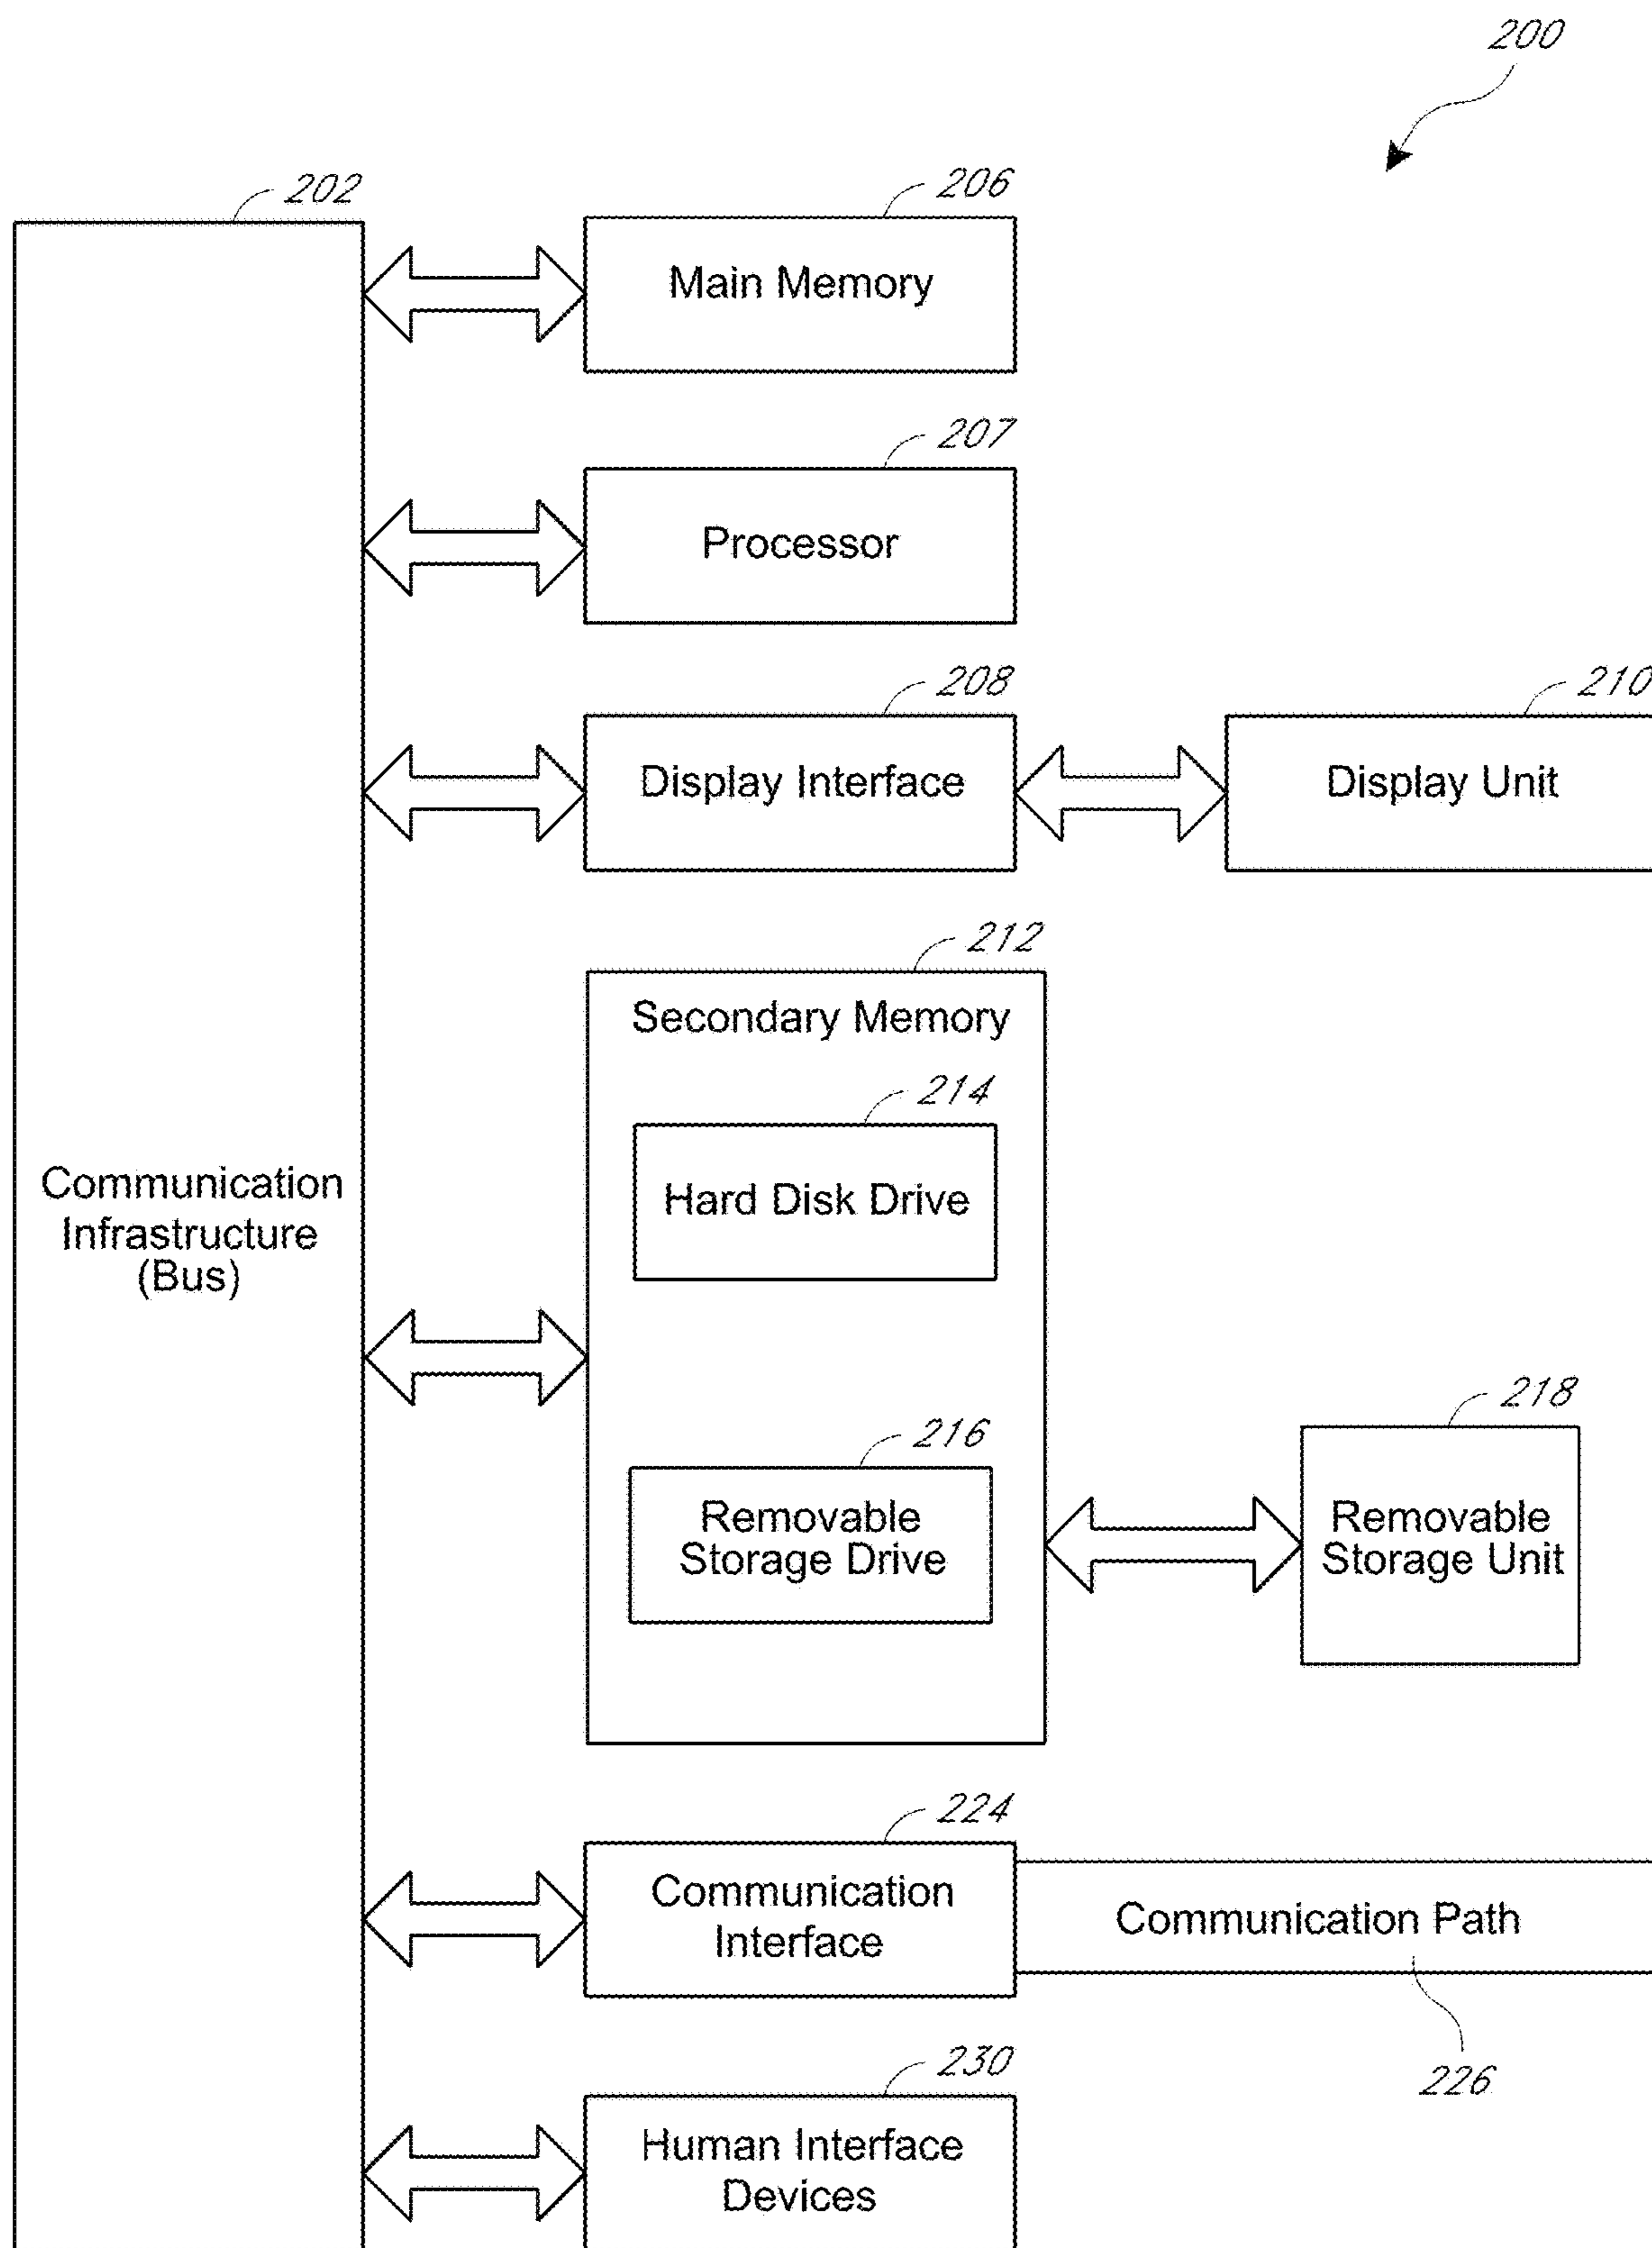 200
202
206
Main Memory
207
Processor
208
Display Interface
210
Display Unit
212
Secondary Memory
214
Hard Disk Drive
Communication
Infrastructure
(Bus)
216
Removable
Storage Drive
218
Removable
Storage Unit
224
Communication
Interface
Communication Path
226
230
Human Interface
Devices